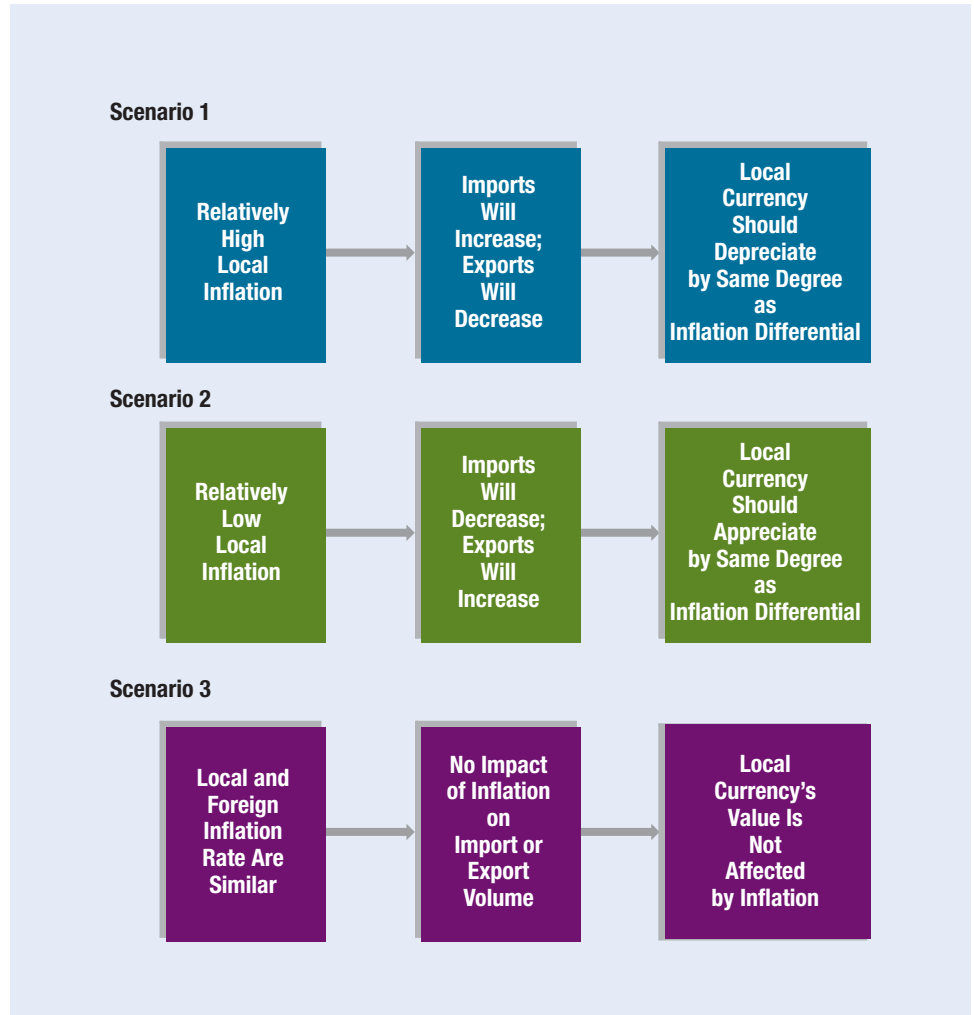 Scenario 1
Relatively
High
Local
Inflation
Imports
Will
Increase;
Exports
Will
Decrease
Local
Currency
Should
Depreciate
by Same Degree
as
Inflation Differential
Scenario 2
Relatively
Low
Local
Inflation
Imports
Will
Decrease;
Exports
Will
Increase
Local
Currency
Should
Appreciate
by Same Degree
as
Inflation Differential
Scenario 3
Local and
Foreign
Inflation
Rate Are
Similar
No Impact
of Inflation
on
Import or
Export
Volume
Local
Currency’s
Value Is
Not
Affected
by Inflation